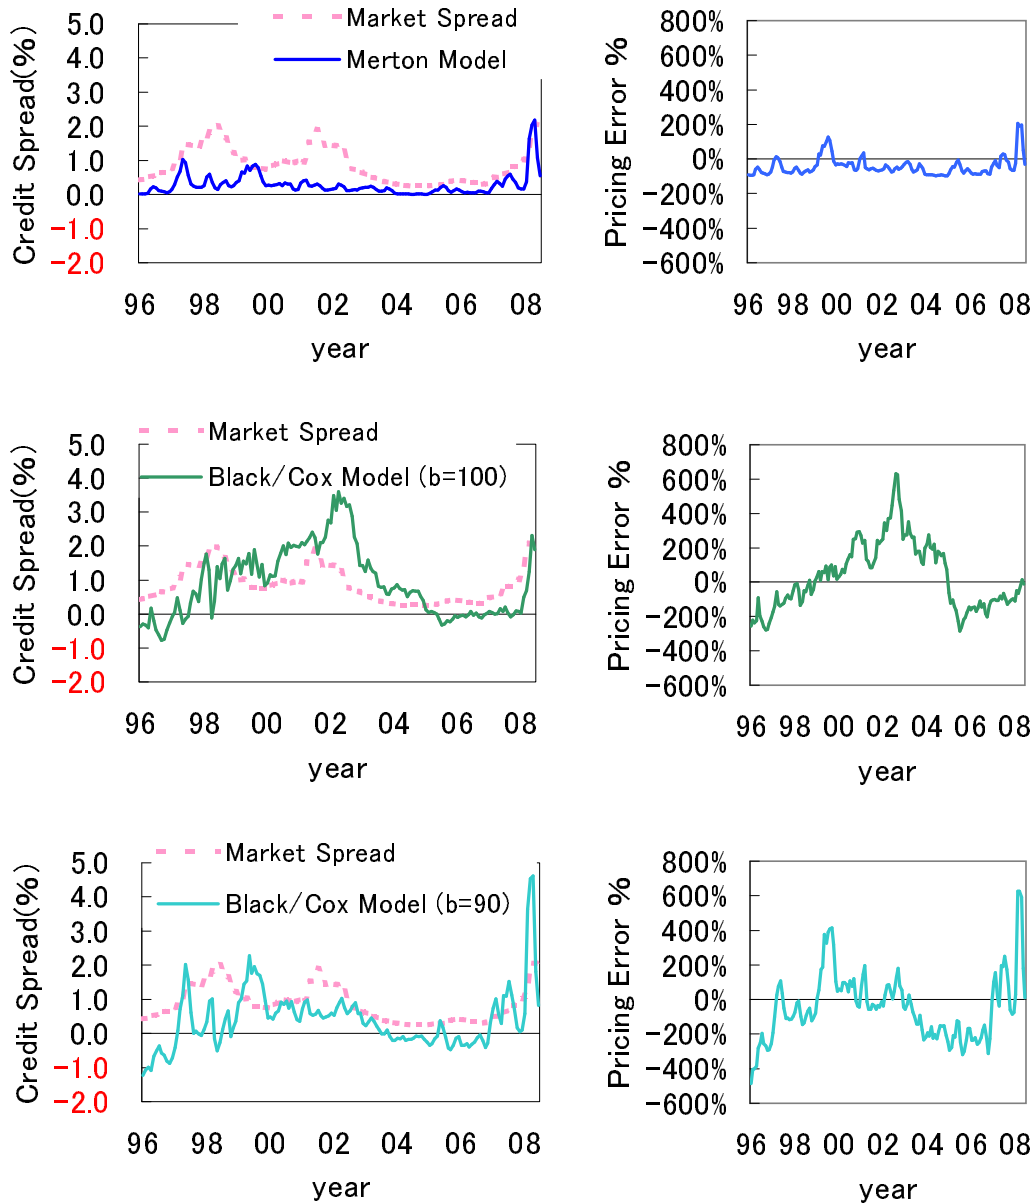 Market Spread
Merton Model
Credit Spread(%)
5.0
4.0
3.0
2.0
1.0
0.0
-1.0
-2.0
96 98 00 02 04 06 08
year
Pricing Error %
800%
600%
400%
200%
0%
-200%
-400%
-600%
96 98 00 02 04 06 08
year
Market Spread
Black/Cox Model (b=100)
Credit Spread(%)
5.0
4.0
3.0
2.0
1.0
0.0
-1.0
-2.0
96 98 00 02 04 06 08
year
Pricing Error %
800%
600%
400%
200%
0%
-200%
-400%
-600%
96 98 00 02 04 06 08
year
Market Spread
Black/Cox Model (b=90)
Credit Spread(%)
5.0
4.0
3.0
2.0
1.0
0.0
-1.0
-2.0
96 98 00 02 04 06 08
year
Pricing Error %
800%
600%
400%
200%
0%
-200%
-400%
-600%
96 98 00 02 04 06 08
year